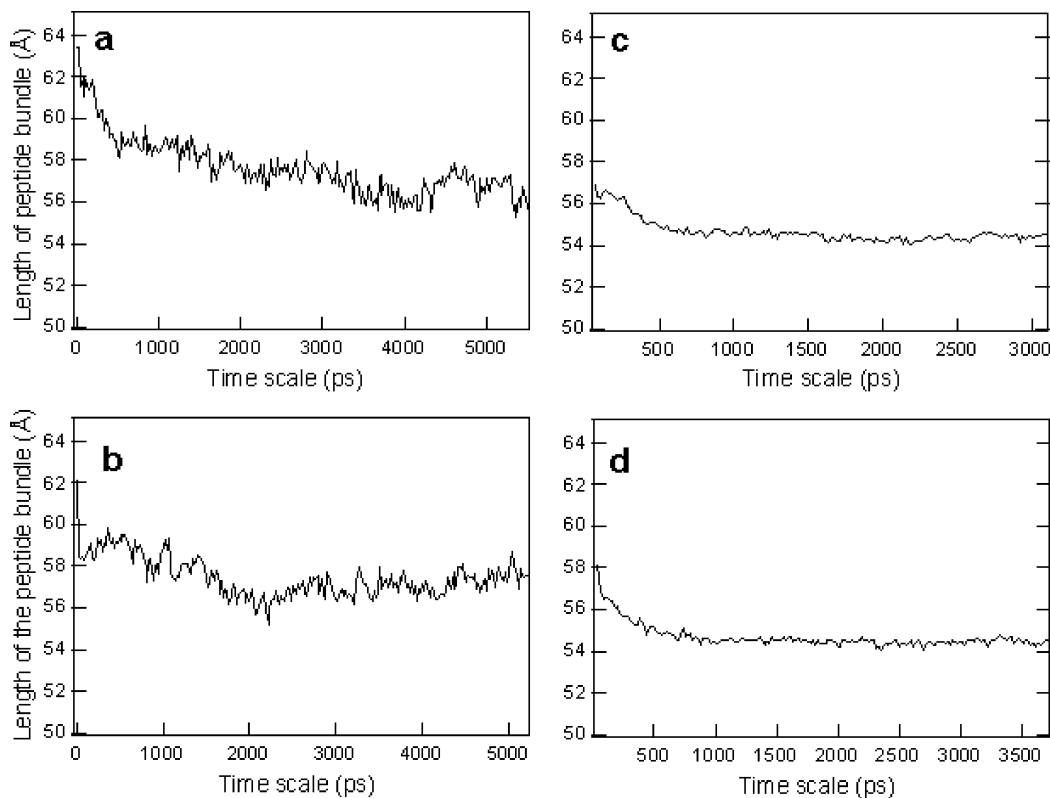 a
Length of peptide bundle (Å)
64
62
60
58
56
54
52
50
0 1000 2000 3000 4000 5000
Time scale (ps)
c
64
62
60
58
56
54
52
50
500 1000 1500 2000 2500 3000
Time scale (ps)
b
Length of the peptide bundle (Å)
64
62
60
58
56
54
52
50
0 1000 2000 3000 4000 5000
Time scale (ps)
d
64
62
60
58
56
54
52
50
500 1000 1500 2000 2500 3000 3500
Time scale (ps)